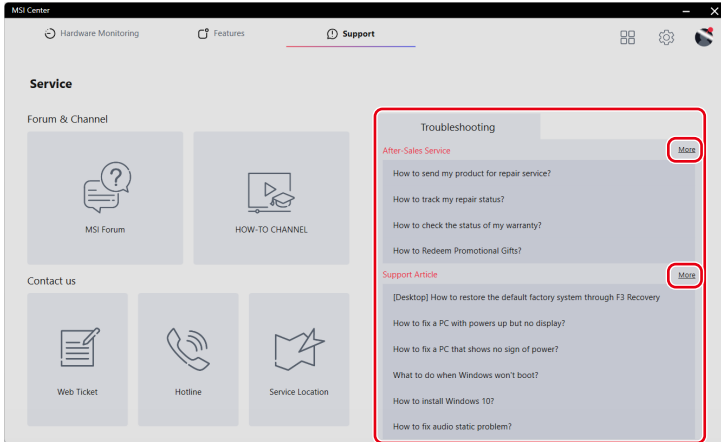 MSI Center
Hardware Monitoring
Features
Support
Service
Forum & Channel
MSI Forum
HOW-TO CHANNEL
Contact us
Web Ticket
Hotline
Service Location
Troubleshooting
After-Sales Service
More
How to send my product for repair service?
How to track my repair status?
How to check the status of my warranty?
How to Redeem Promotional Gifts?
Support Article
More
[Desktop] How to restore the default factory system through F3 Recovery
How to fix a PC with powers up but no display?
How to fix a PC that shows no sign of power?
What to do when Windows won't boot?
How to install Windows 10?
How to fix audio static problem?